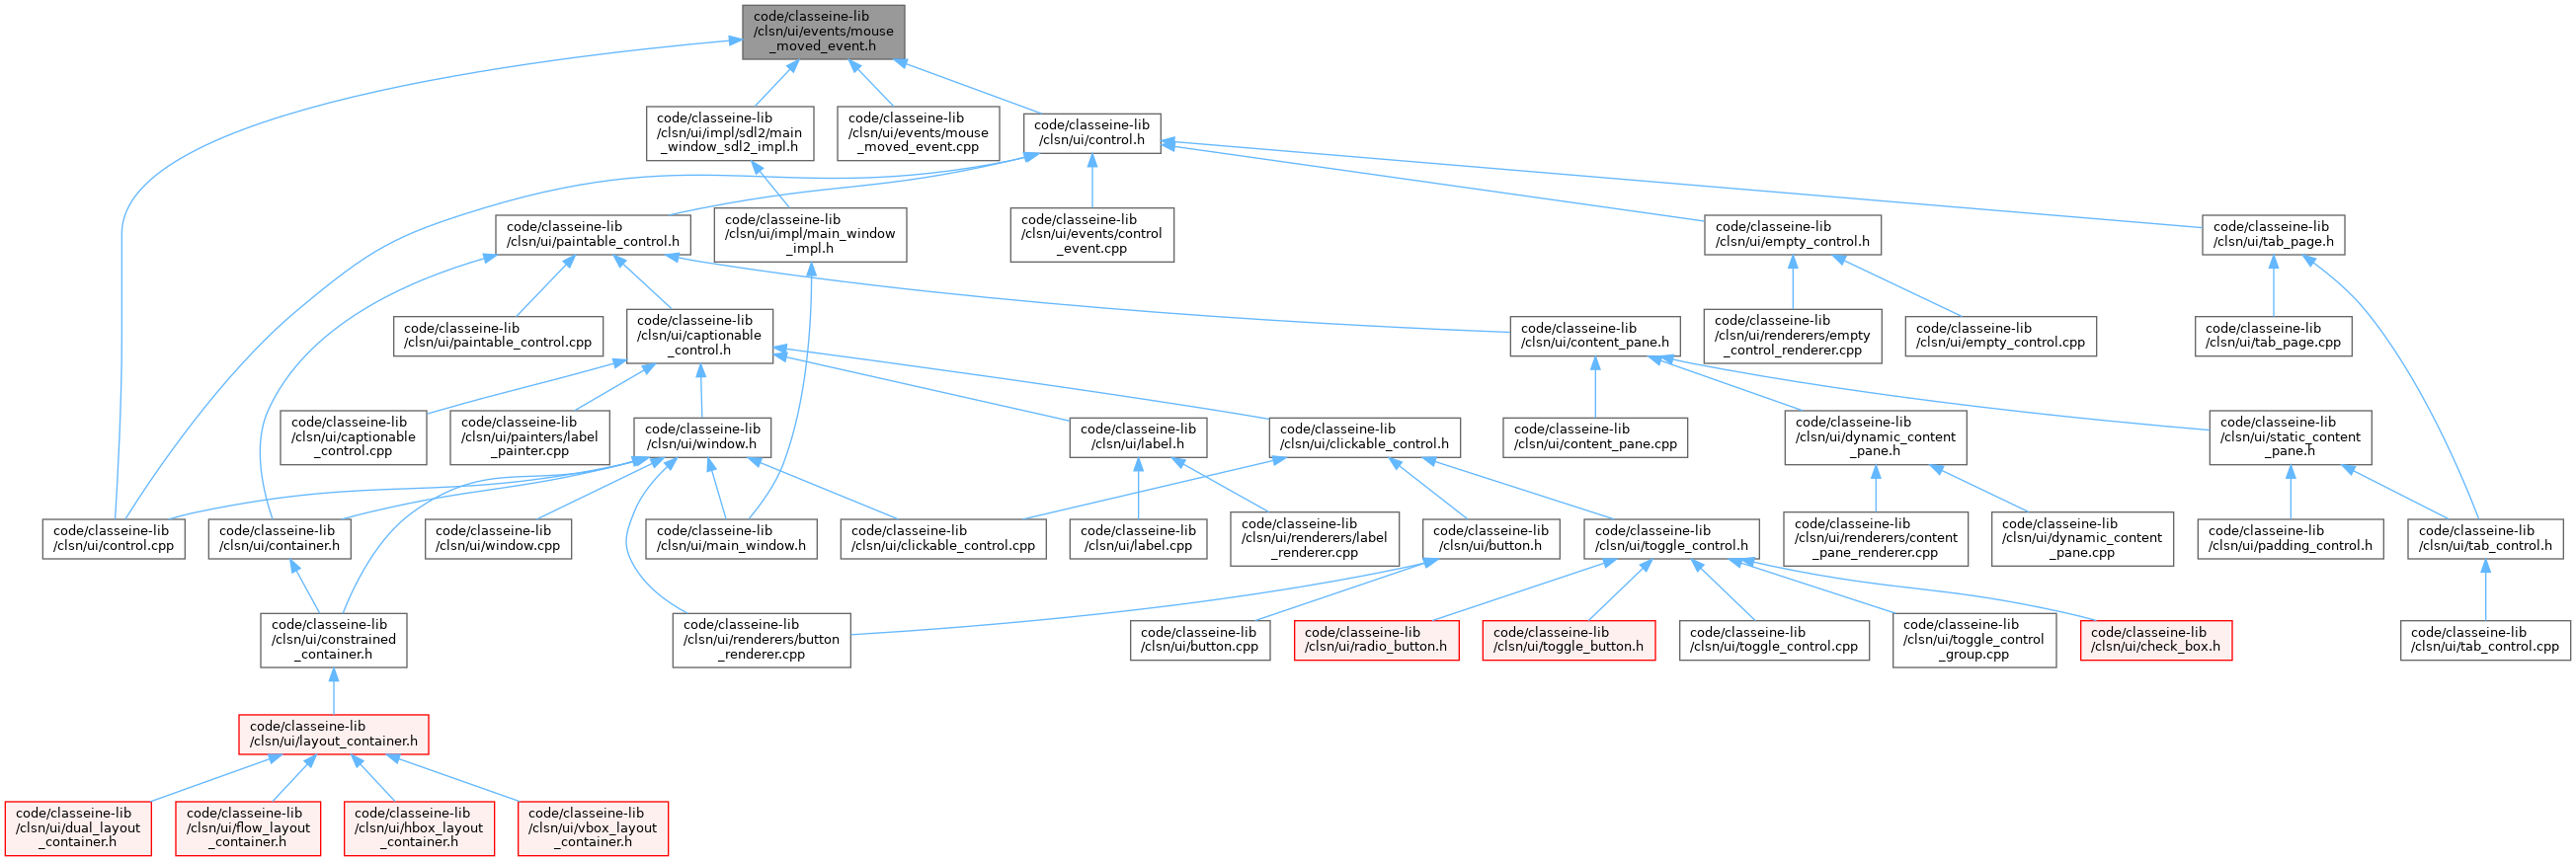 code/classeine-lib
/clsn/ui/events/mouse
_moved_event.h
code/classeine-lib
/clsn/ui/impl/sdl2/main
_window_sdl2_impl.h
code/classeine-lib
/clsn/ui/events/mouse
_moved_event.cpp
code/classeine-lib
/clsn/ui/control.h
code/classeine-lib
/clsn/ui/paintable_control.h
code/classeine-lib
/clsn/ui/impl/main_window
_impl.h
code/classeine-lib
/clsn/ui/events/control
_event.cpp
code/classeine-lib
/clsn/ui/empty_control.h
code/classeine-lib
/clsn/ui/tab_page.h
code/classeine-lib
/clsn/ui/paintable_control.cpp
code/classeine-lib
/clsn/ui/captionable
_control.h
code/classeine-lib
/clsn/ui/content_pane.h
code/classeine-lib
/clsn/ui/renderers/empty
_control_renderer.cpp
code/classeine-lib
/clsn/ui/empty_control.cpp
code/classeine-lib
/clsn/ui/tab_page.cpp
code/classeine-lib
/clsn/ui/captionable
_control.cpp
code/classeine-lib
/clsn/ui/painters/label
_painter.cpp
code/classeine-lib
/clsn/ui/window.h
code/classeine-lib
/clsn/ui/label.h
code/classeine-lib
/clsn/ui/clickable_control.h
code/classeine-lib
/clsn/ui/content_pane.cpp
code/classeine-lib
/clsn/ui/dynamic_content
_pane.h
code/classeine-lib
/clsn/ui/static_content
_pane.h
code/classeine-lib
/clsn/ui/control.cpp
code/classeine-lib
/clsn/ui/container.h
code/classeine-lib
/clsn/ui/window.cpp
code/classeine-lib
/clsn/ui/main_window.h
code/classeine-lib
/clsn/ui/clickable_control.cpp
code/classeine-lib
/clsn/ui/label.cpp
code/classeine-lib
/clsn/ui/renderers/label
_renderer.cpp
code/classeine-lib
/clsn/ui/button.h
code/classeine-lib
/clsn/ui/toggle_control.h
code/classeine-lib
/clsn/ui/renderers/content
_pane_renderer.cpp
code/classeine-lib
/clsn/ui/dynamic_content
_pane.cpp
code/classeine-lib
/clsn/ui/padding_control.h
code/classeine-lib
/clsn/ui/tab_control.h
code/classeine-lib
/clsn/ui/constrained
_container.h
code/classeine-lib
/clsn/ui/renderers/button
_renderer.cpp
code/classeine-lib
/clsn/ui/button.cpp
code/classeine-lib
/clsn/ui/radio_button.h
code/classeine-lib
/clsn/ui/toggle_button.h
code/classeine-lib
/clsn/ui/toggle_control.cpp
code/classeine-lib
/clsn/ui/toggle_control
_group.cpp
code/classeine-lib
/clsn/ui/check_box.h
code/classeine-lib
/clsn/ui/tab_control.cpp
code/classeine-lib
/clsn/ui/layout_container.h
code/classeine-lib
/clsn/ui/dual_layout
_container.h
code/classeine-lib
/clsn/ui/flow_layout
_container.h
code/classeine-lib
/clsn/ui/hbox_layout
_container.h
code/classeine-lib
/clsn/ui/vbox_layout
_container.h